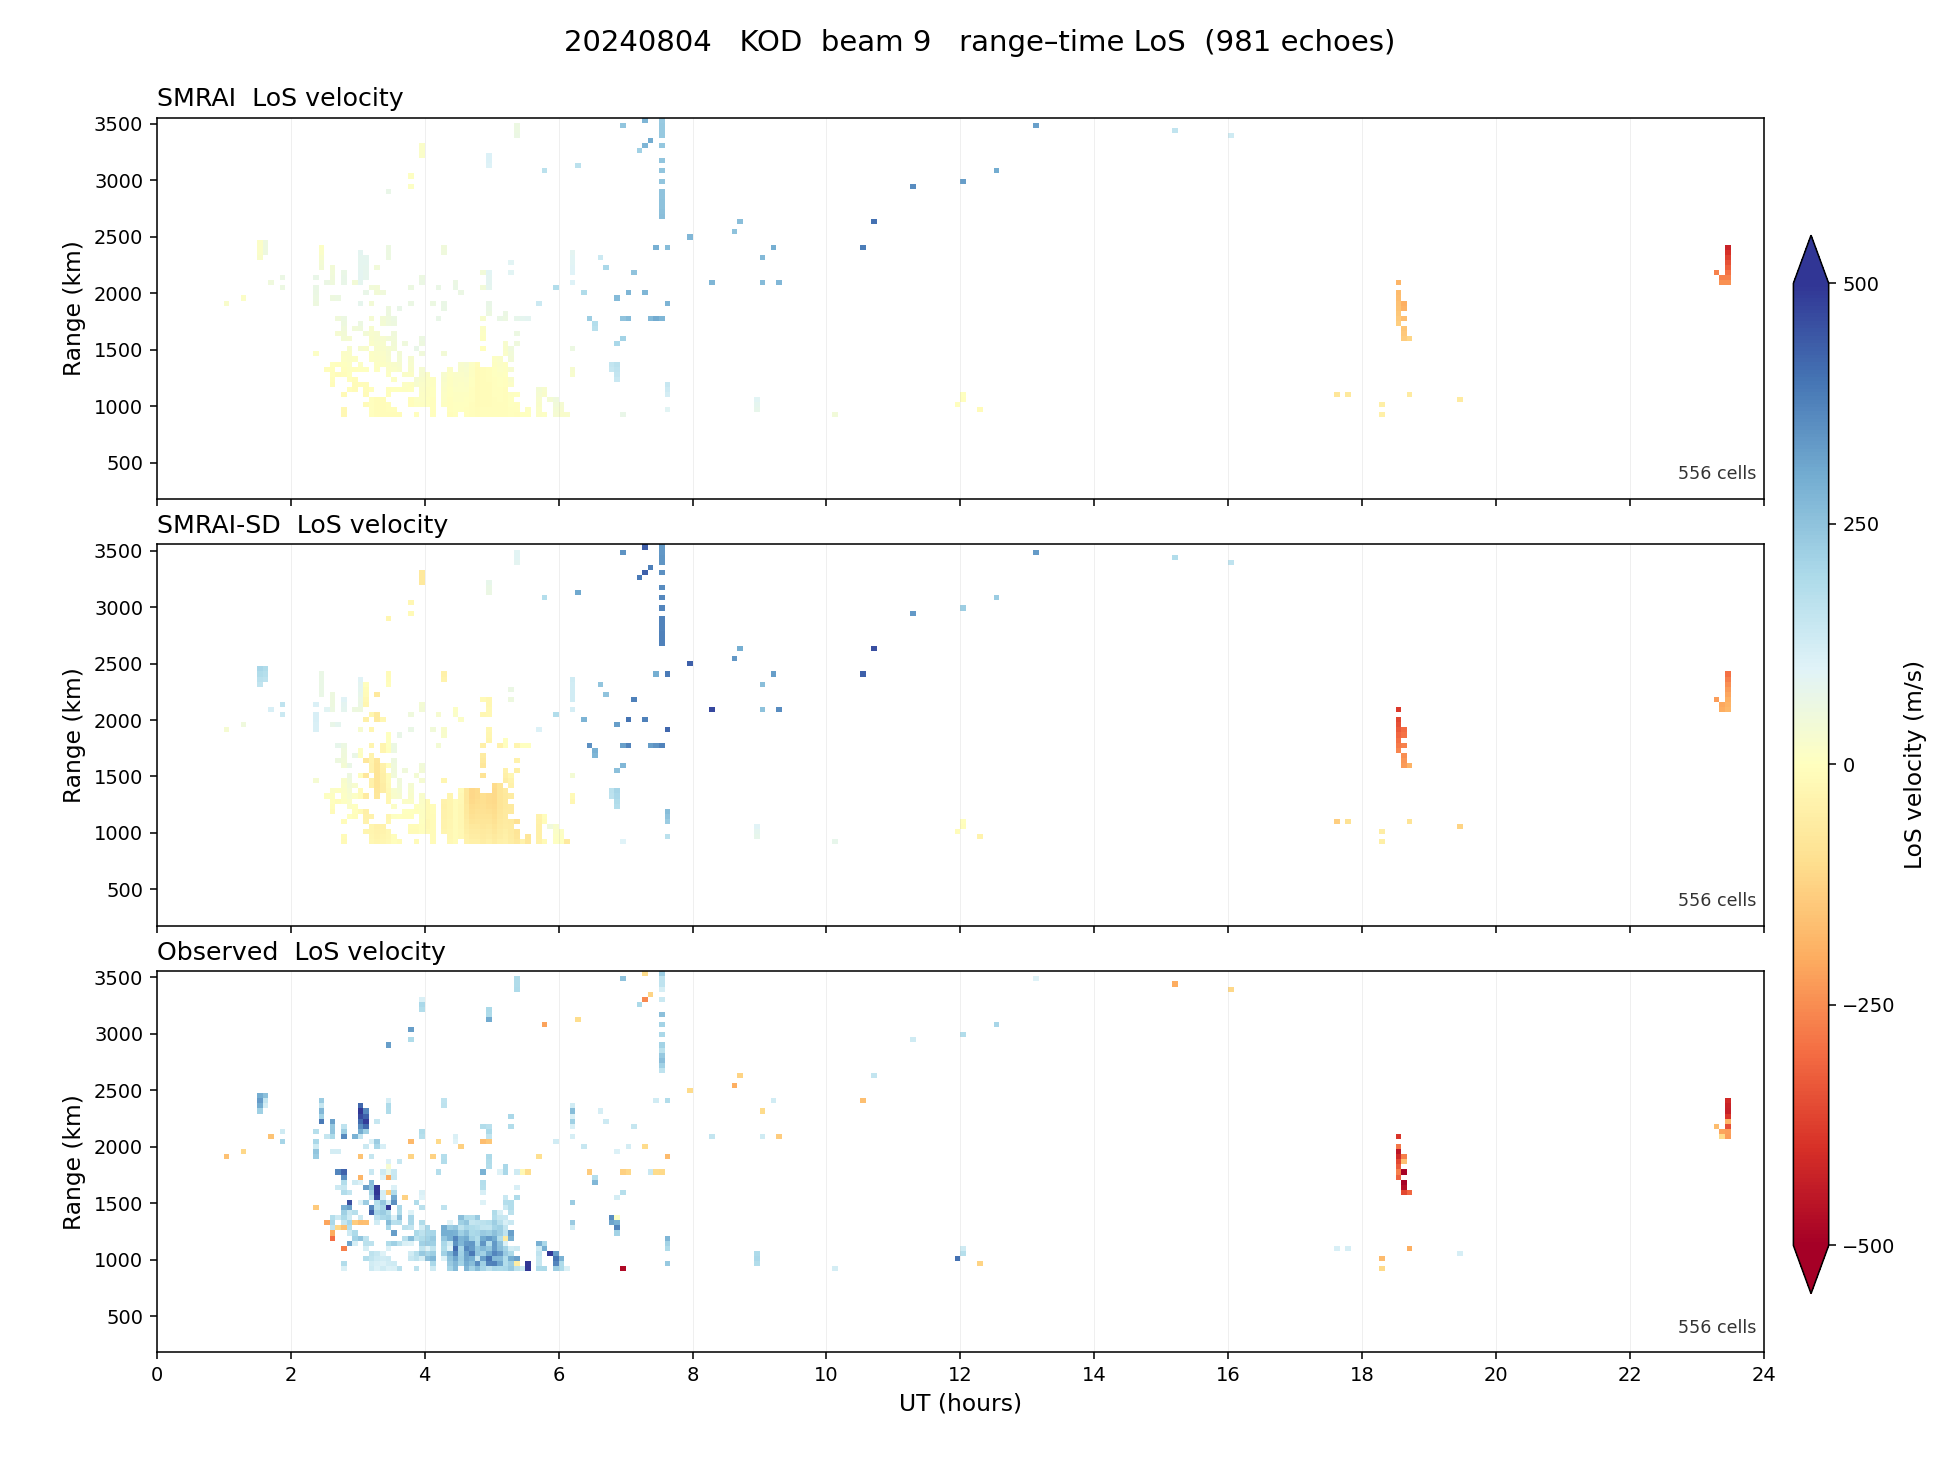 20240804   KOD  beam 9   range–time LoS  (981 echoes)
SMRAI  LoS velocity
3500
3000
2500
2000
1500
1000
500
Range (km)
556 cells
SMRAI-SD  LoS velocity
3500
3000
2500
2000
1500
1000
500
Range (km)
556 cells
Observed  LoS velocity
3500
3000
2500
2000
1500
1000
500
Range (km)
556 cells
0 2 4 6 8 10 12 14 16 18 20 22 24
UT (hours)
500
250
0
−250
−500
LoS velocity (m/s)